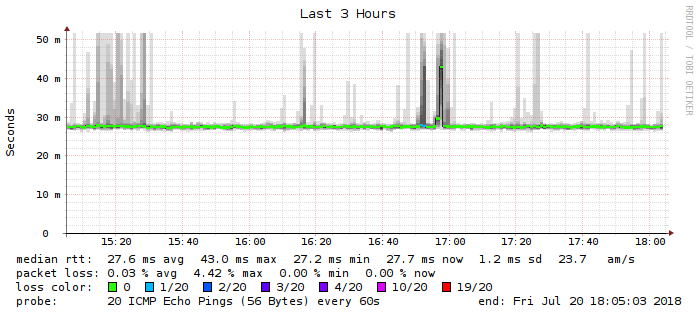 Last 3 Hours
RRDTOOL / TOBI OETIKER
Seconds
50 m
40 m
30 m
20 m
10 m
0
15:20 15:40 16:00 16:20 16:40 17:00 17:20 17:40 18:00
median rtt: 27.6 ms avg 43.0 ms max 27.2 ms min 27.7 ms now 1.2 ms sd 23.7 am/s
packet loss: 0.03 % avg 4.42 % max 0.00 % min 0.00 % now
loss color: 0 1/20 2/20 3/20 4/20 10/20 19/20
probe: 20 ICMP Echo Pings (56 Bytes) every 60s end: Fri Jul 20 18:05:03 2018